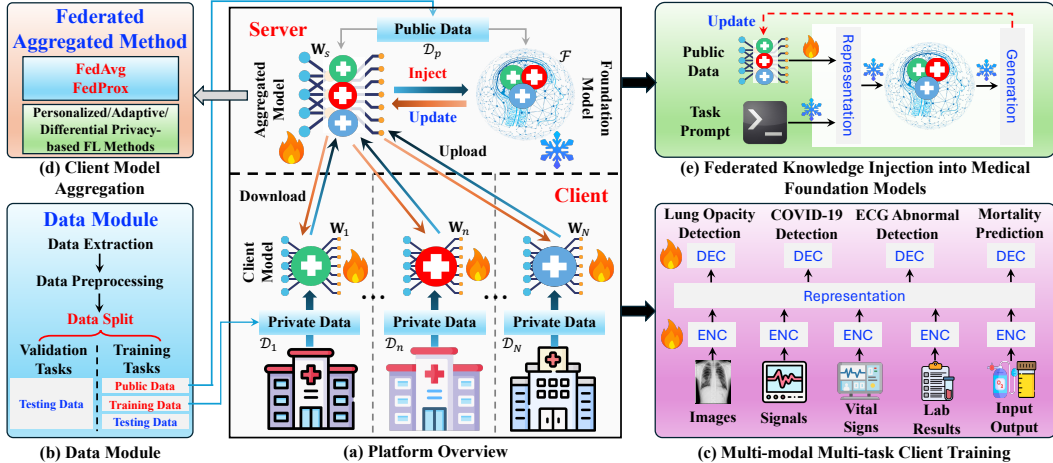 Federated
Aggregated Method
FedAvg
FedProx
Personalized/Adaptive/
Differential Privacy-
based FL Methods
(d) Client Model
Aggregation
Data Module
Data Extraction
Data Preprocessing
Data Split
Validation
Tasks
Training
Tasks
Testing Data
Public Data
Training Data
Testing Data
(b) Data Module
Server
Public Data
𝒟p
Ws
ℱ
Aggregated
Model
Inject
Update
Foundation
Model
Upload
Download
Client
Client
Model
W1
Wn
WN
...
...
Private Data
Private Data
Private Data
𝒟1
𝒟n
𝒟N
(a) Platform Overview
Update
Public
Data
Task
Prompt
Representation
Generation
(e) Federated Knowledge Injection into Medical
Foundation Models
Lung Opacity
Detection
COVID-19
Detection
ECG Abnormal
Detection
Mortality
Prediction
DEC
DEC
DEC
DEC
Representation
ENC
ENC
ENC
ENC
ENC
Images
Signals
Vital
Signs
Lab
Results
Input
Output
(c) Multi-modal Multi-task Client Training